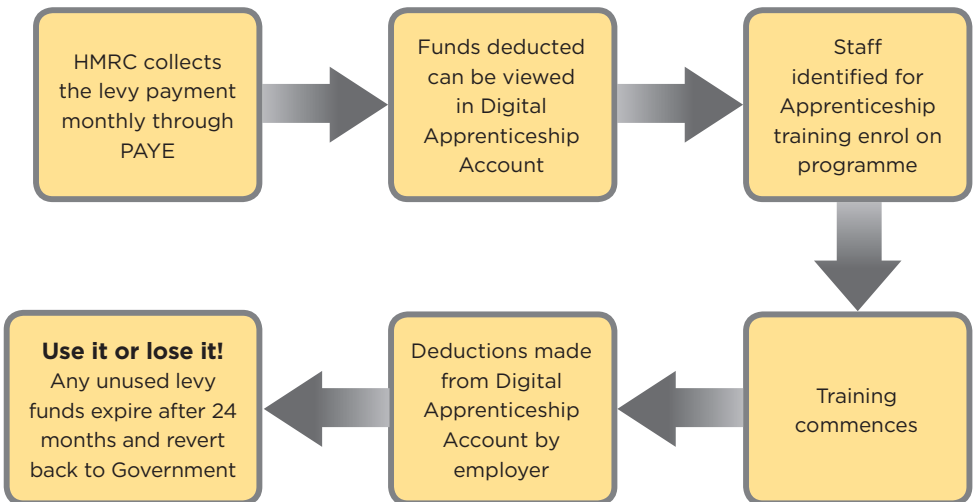 HMRC collects
the levy payment
monthly through
PAYE
Funds deducted
can be viewed
in Digital
Apprenticeship
Account
Staff
identified for
Apprenticeship
training enrol on
programme
Training
commences
Deductions made
from Digital
Apprenticeship
Account by
employer
Use it or lose it!
Any unused levy
funds expire after 24
months and revert
back to Government